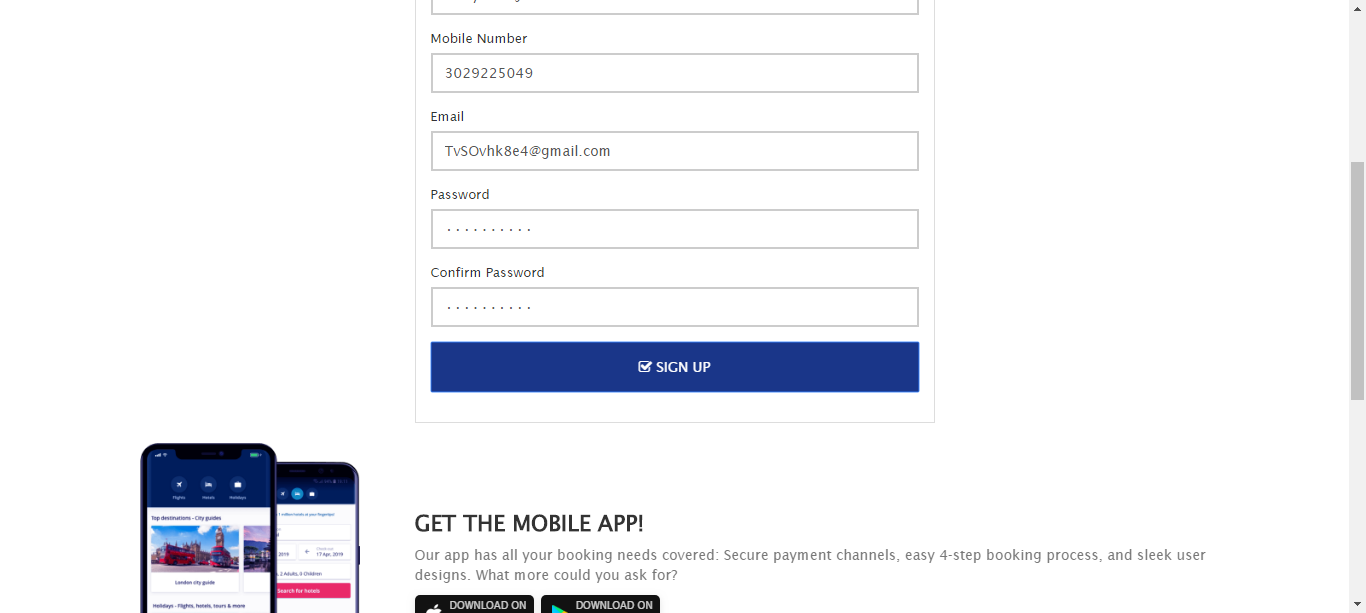 Mobile Number
3029225049
Email
TvSOvhk8e4@gmail.com
Password
..........
Confirm Password
..........
SIGN UP
GET THE MOBILE APP!
Our app has all your booking needs covered: Secure payment channels, easy 4-step booking process, and sleek user
designs. What more could you ask for?
DOWNLOAD ON
DOWNLOAD ON
Flights Hotels Holidays
Top destinations - City guides
London city guide
Holidays - Flights, hotels, tours & more
17 Apr, 2019
2 Adults, 0 Children
Search for hotels